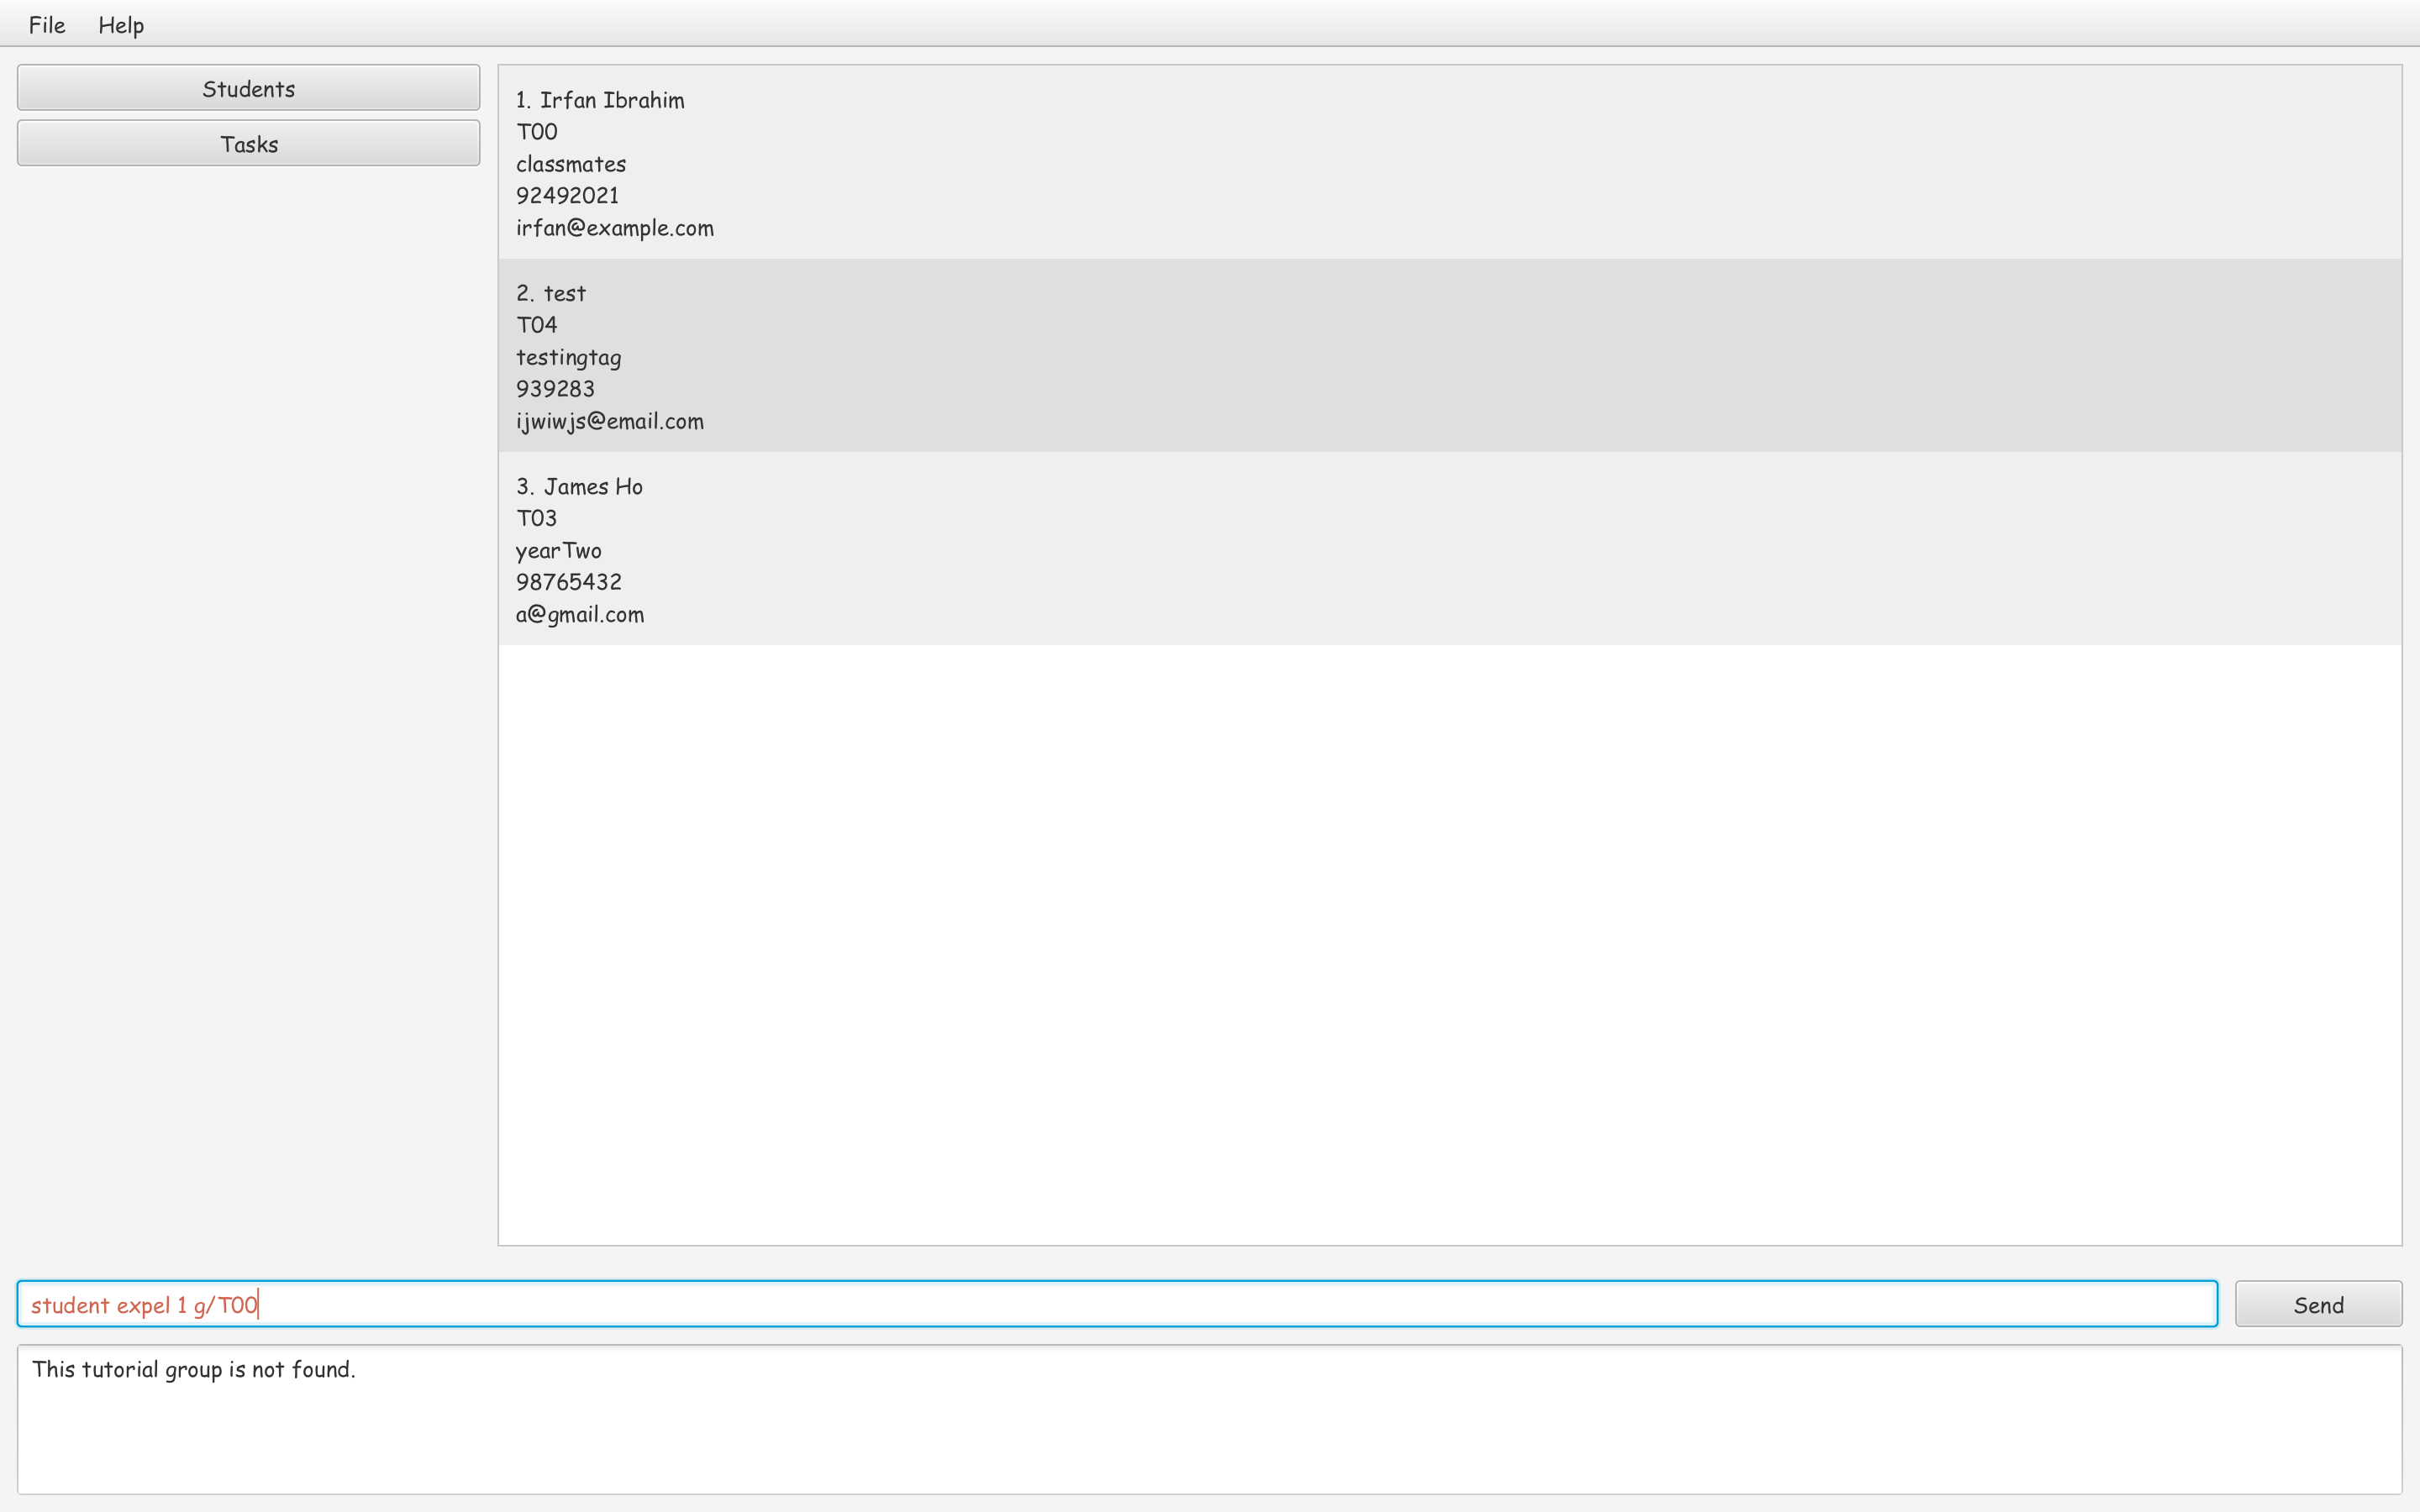 File Help
Students
Tasks
1. Irfan Ibrahim
T00
classmates
92492021
irfan@example.com
2. test
T04
testingtag
939283
ijwiwjs@email.com
3. James Ho
T03
yearTwo
98765432
a@gmail.com
student expel 1 g/T00
Send
This tutorial group is not found.